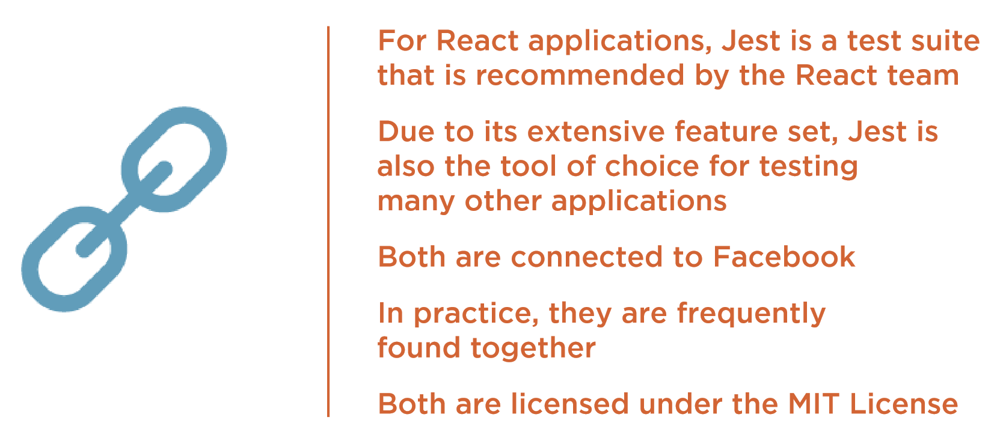 For React applications, Jest is a test suite
that is recommended by the React team
Due to its extensive feature set, Jest is
also the tool of choice for testing
many other applications
Both are connected to Facebook
In practice, they are frequently
found together
Both are licensed under the MIT License